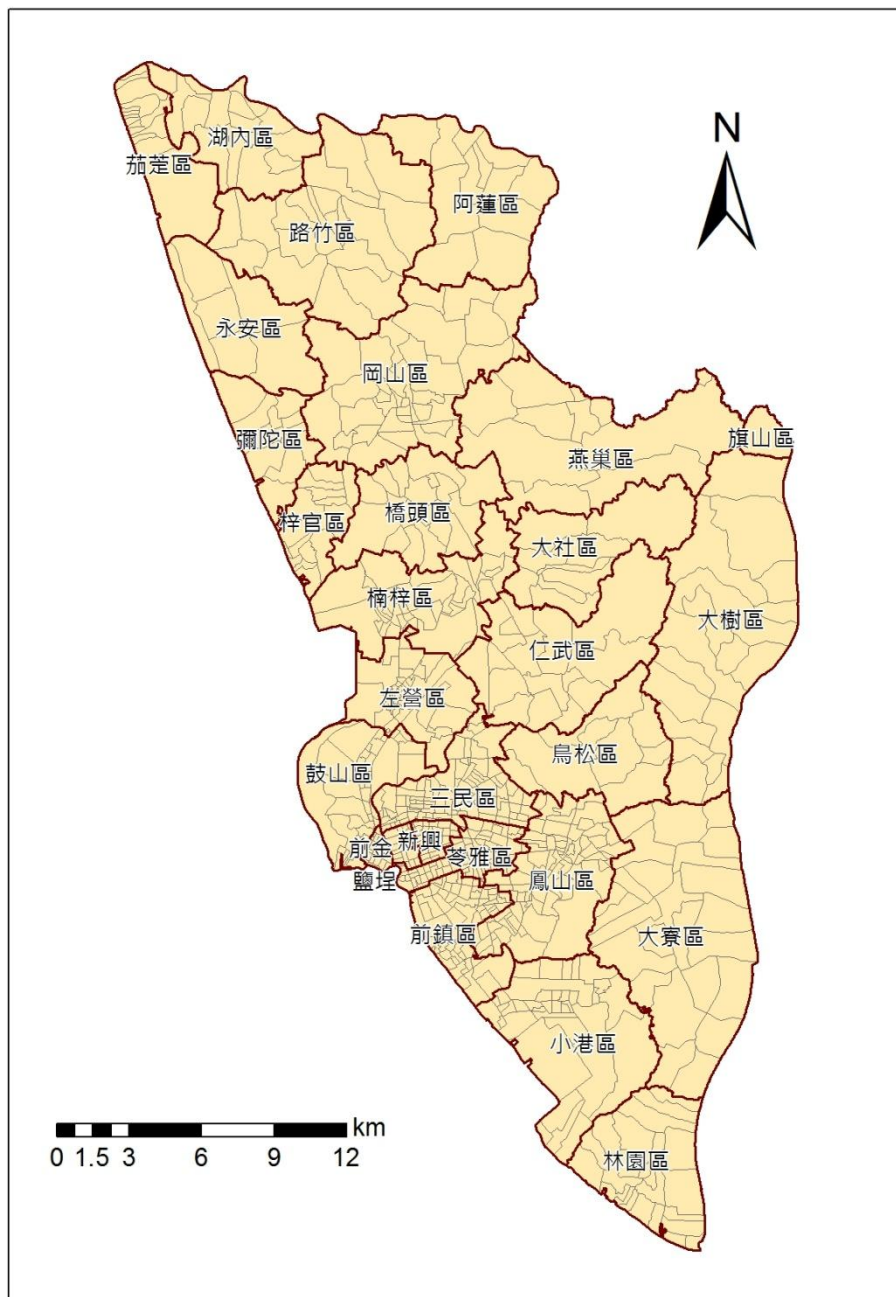 N
湖內區
茄萣區
阿蓮區
路竹區
永安區
岡山區
彌陀區
旗山區
燕巢區
梓官區
橋頭區
大社區
楠梓區
大樹區
仁武區
左營區
鳥松區
鼓山區
三民區
新興
前金
苓雅區
鹽埕
鳳山區
前鎮區
大寮區
小港區
林園區
km
0 1.5 3 6 9 12